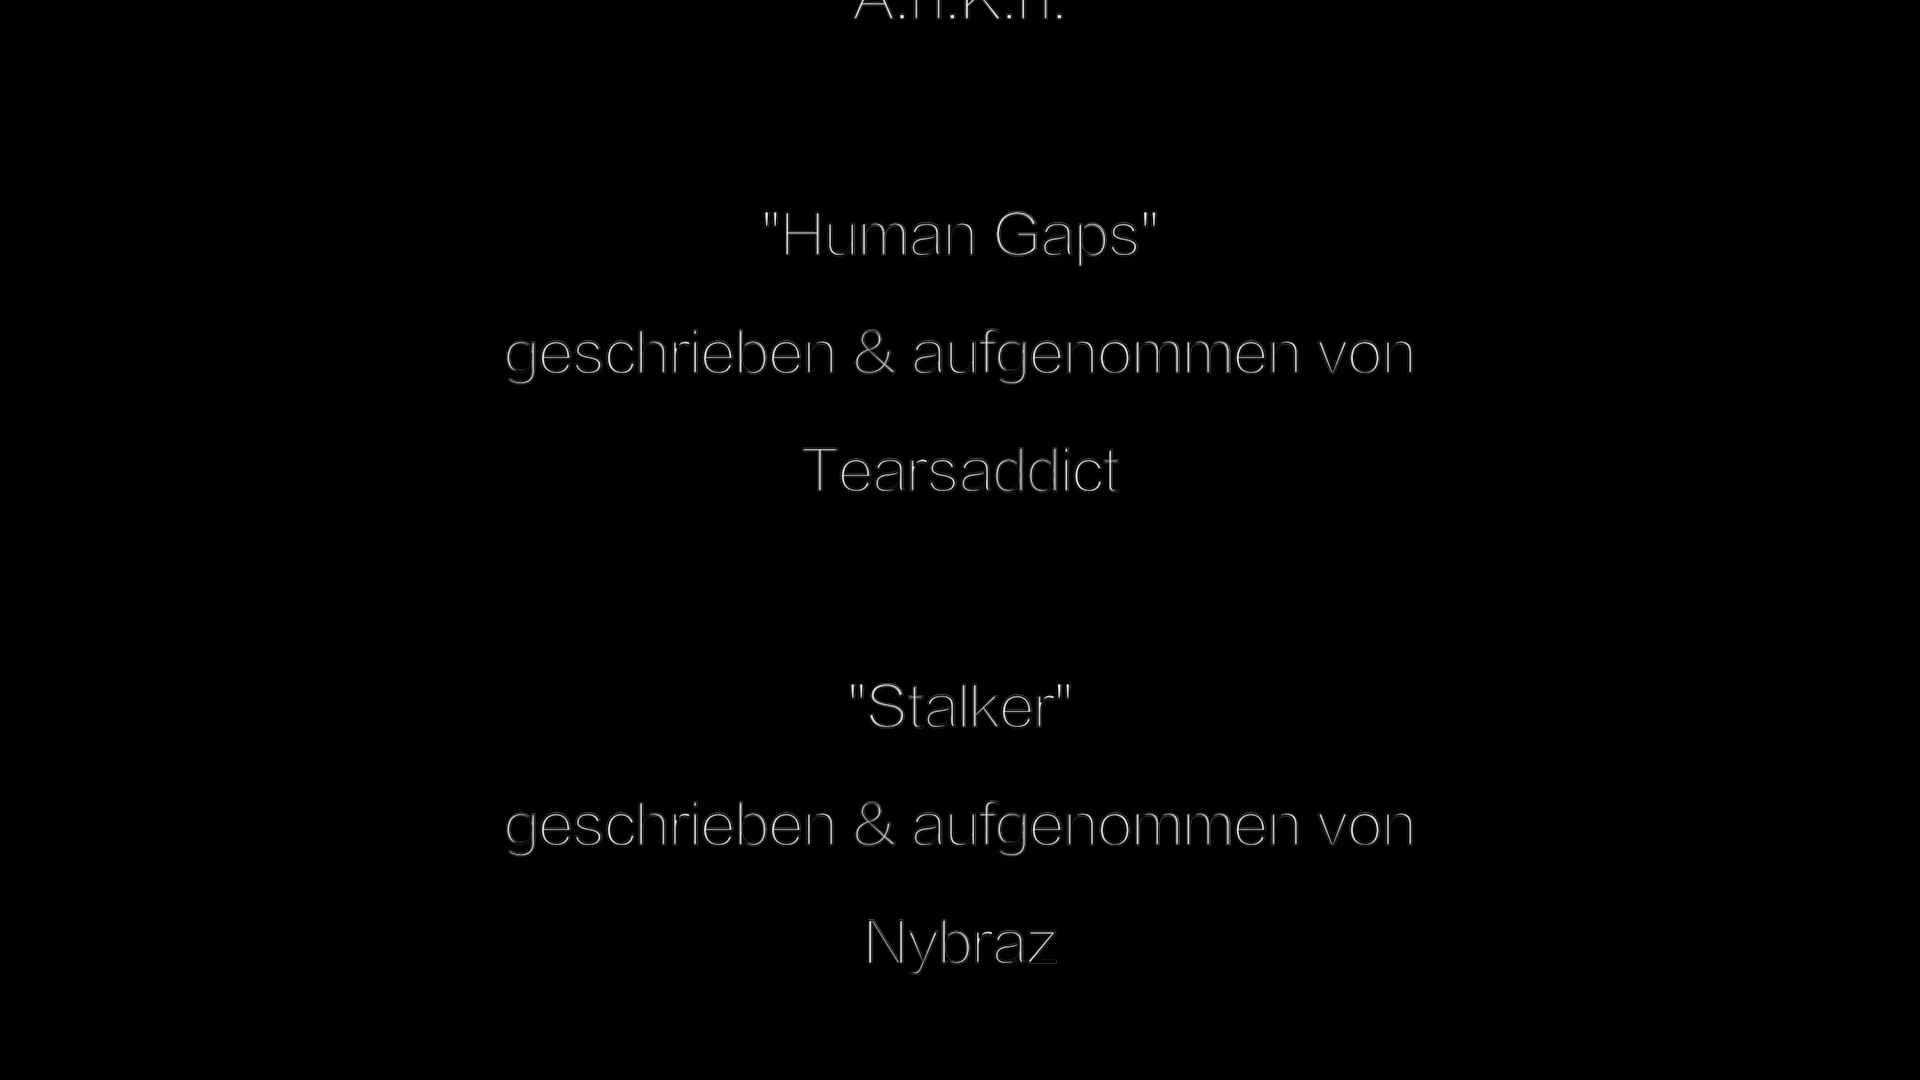 "Human Gaps"
geschrieben & aufgenommen von
Tearsaddict
"Stalker"
geschrieben & aufgenommen von
Nybraz